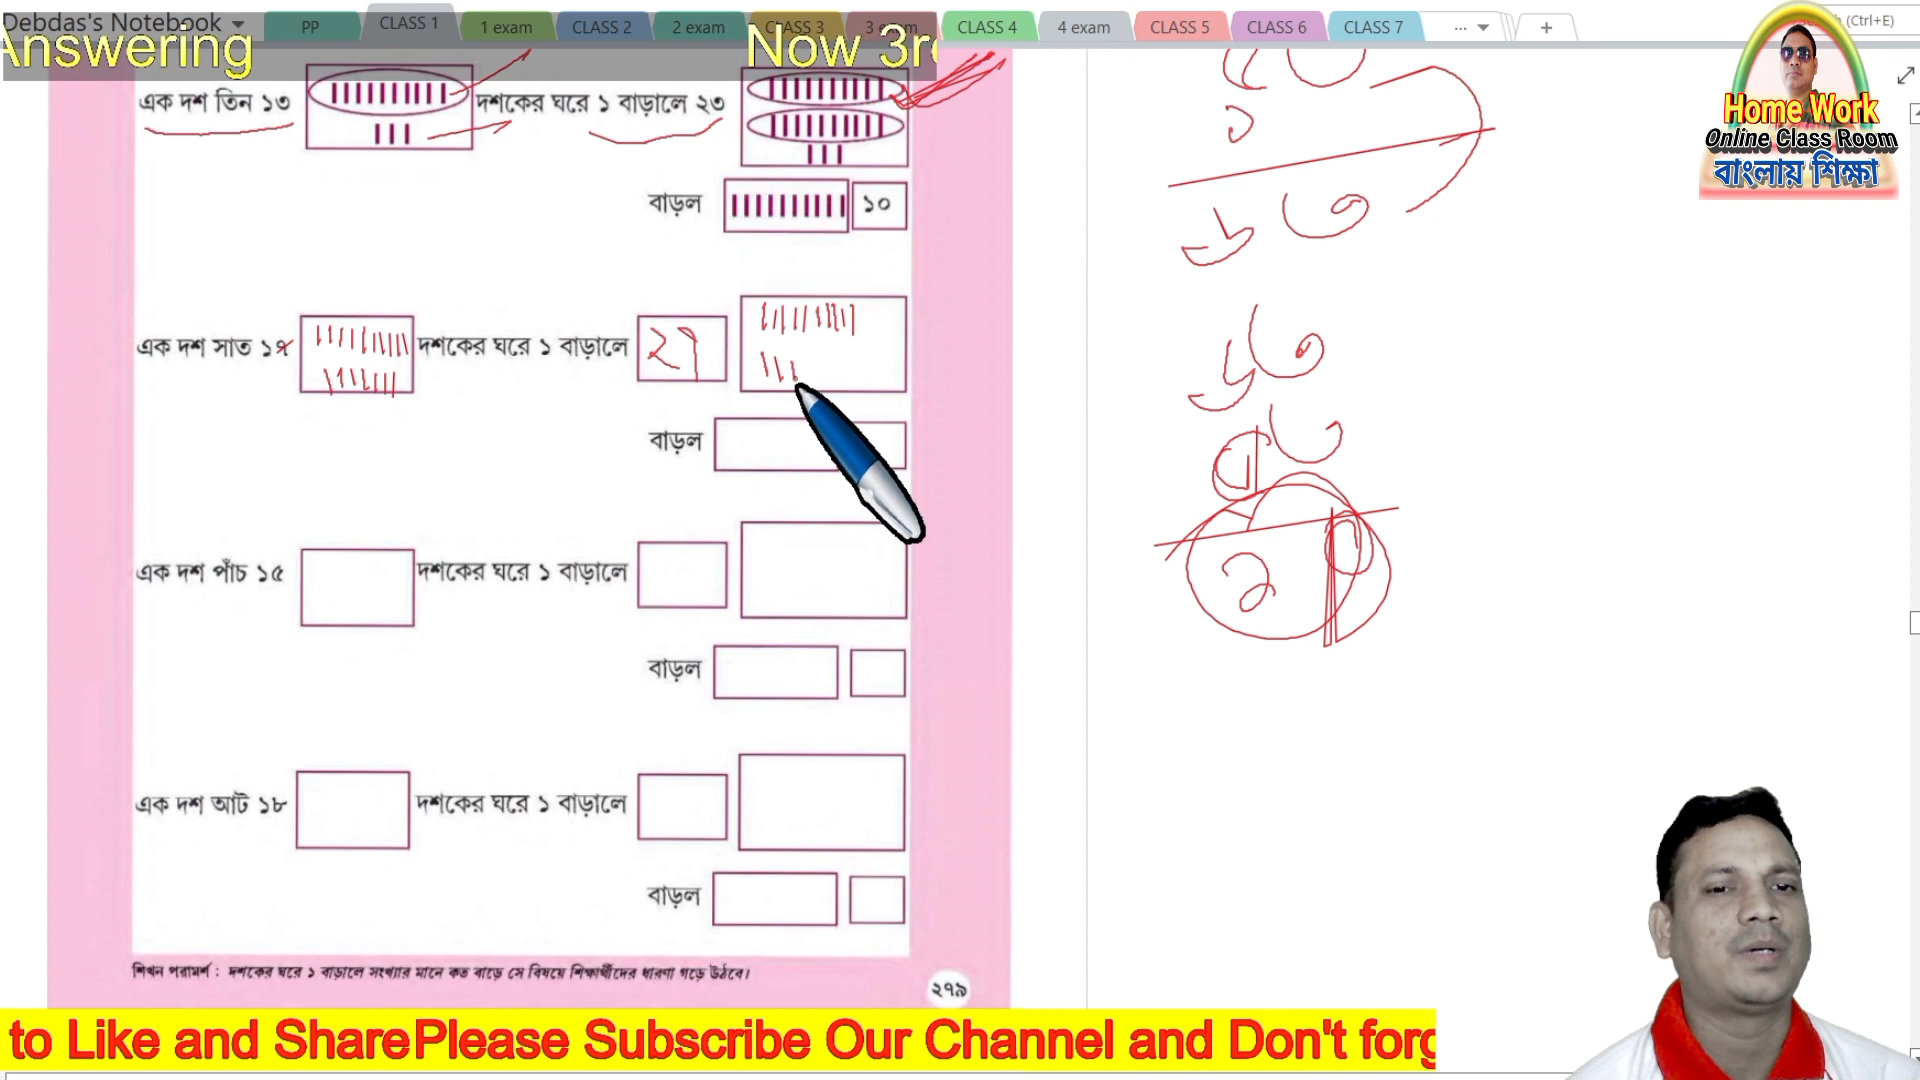 Debdas's Notebook
PP
CLASS 1
1 exam
CLASS 2
2 exam
CLASS 3
3 exam
CLASS 4
4 exam
CLASS 5
CLASS 6
CLASS 7
...
+
(Ctrl+E)
Answering
Now 3r
Home Work
Online Class Room
বাংলায় শিক্ষা
এক দশ তিন ১৩
দশকের ঘরে ১ বাড়ালে ২৩
বাড়ল
১০
এক দশ সাত ১৭
দশকের ঘরে ১ বাড়ালে
২৭
বাড়ল
এক দশ পাঁচ ১৫
দশকের ঘরে ১ বাড়ালে
বাড়ল
এক দশ আট ১৮
দশকের ঘরে ১ বাড়ালে
বাড়ল
শিখন পরামর্শ : দশকের ঘরে ১ বাড়ালে সংখ্যার মানে কত বাড়ে সে বিষয়ে শিক্ষার্থীদের ধারণা গড়ে উঠবে।
২৭৯
to Like and Share Please Subscribe Our Channel and Don't forg